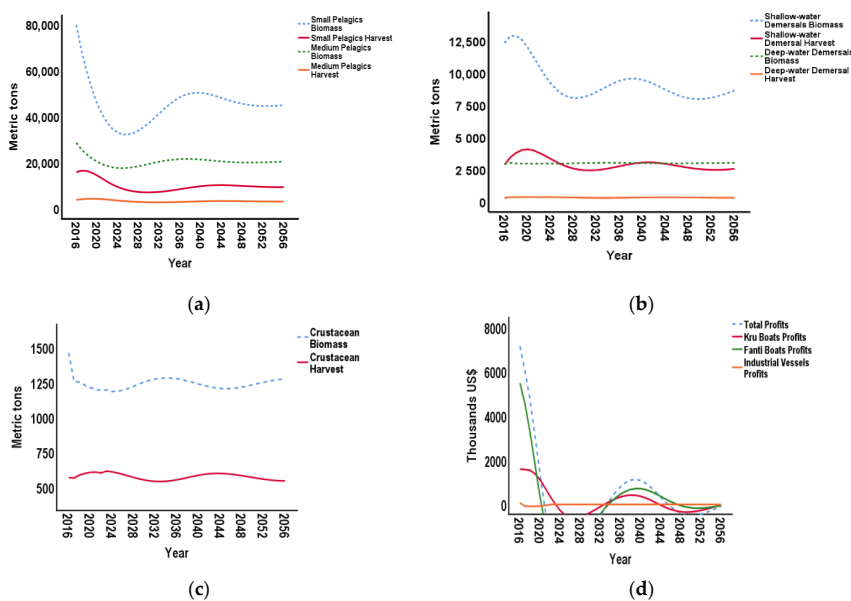 80,000
60,000
40,000
20,000
0
Metric tons
2016
2020
2024
2028
2032
2036
2040
2044
2048
2052
2056
Year
Small Pelagics
Biomass
Small Pelagics Harvest
Medium Pelagics
Biomass
Medium Pelagics
Harvest
(a)
12,500
10,000
7 500
5 000
2 500
0
Metric tons
2016
2020
2024
2028
2032
2036
2040
2044
2048
2052
2056
Year
Shallow-water
Demersals Biomass
Shallow-water
Demersal Harvest
Deep-water Demersals
Biomass
Deep-water Demersal
Harvest
(b)
1500
1250
1000
750
500
Metric tons
2016
2020
2024
2028
2032
2036
2040
2044
2048
2052
2056
Year
Crustacean
Biomass
Crustacean
Harvest
(c)
8000
6000
4000
2000
0
Thousands US$
2016
2020
2024
2028
2032
2036
2040
2044
2048
2052
2056
Year
Total Profits
Kru Boats Profits
Fanti Boats Profits
Industrial Vessels
Profits
(d)